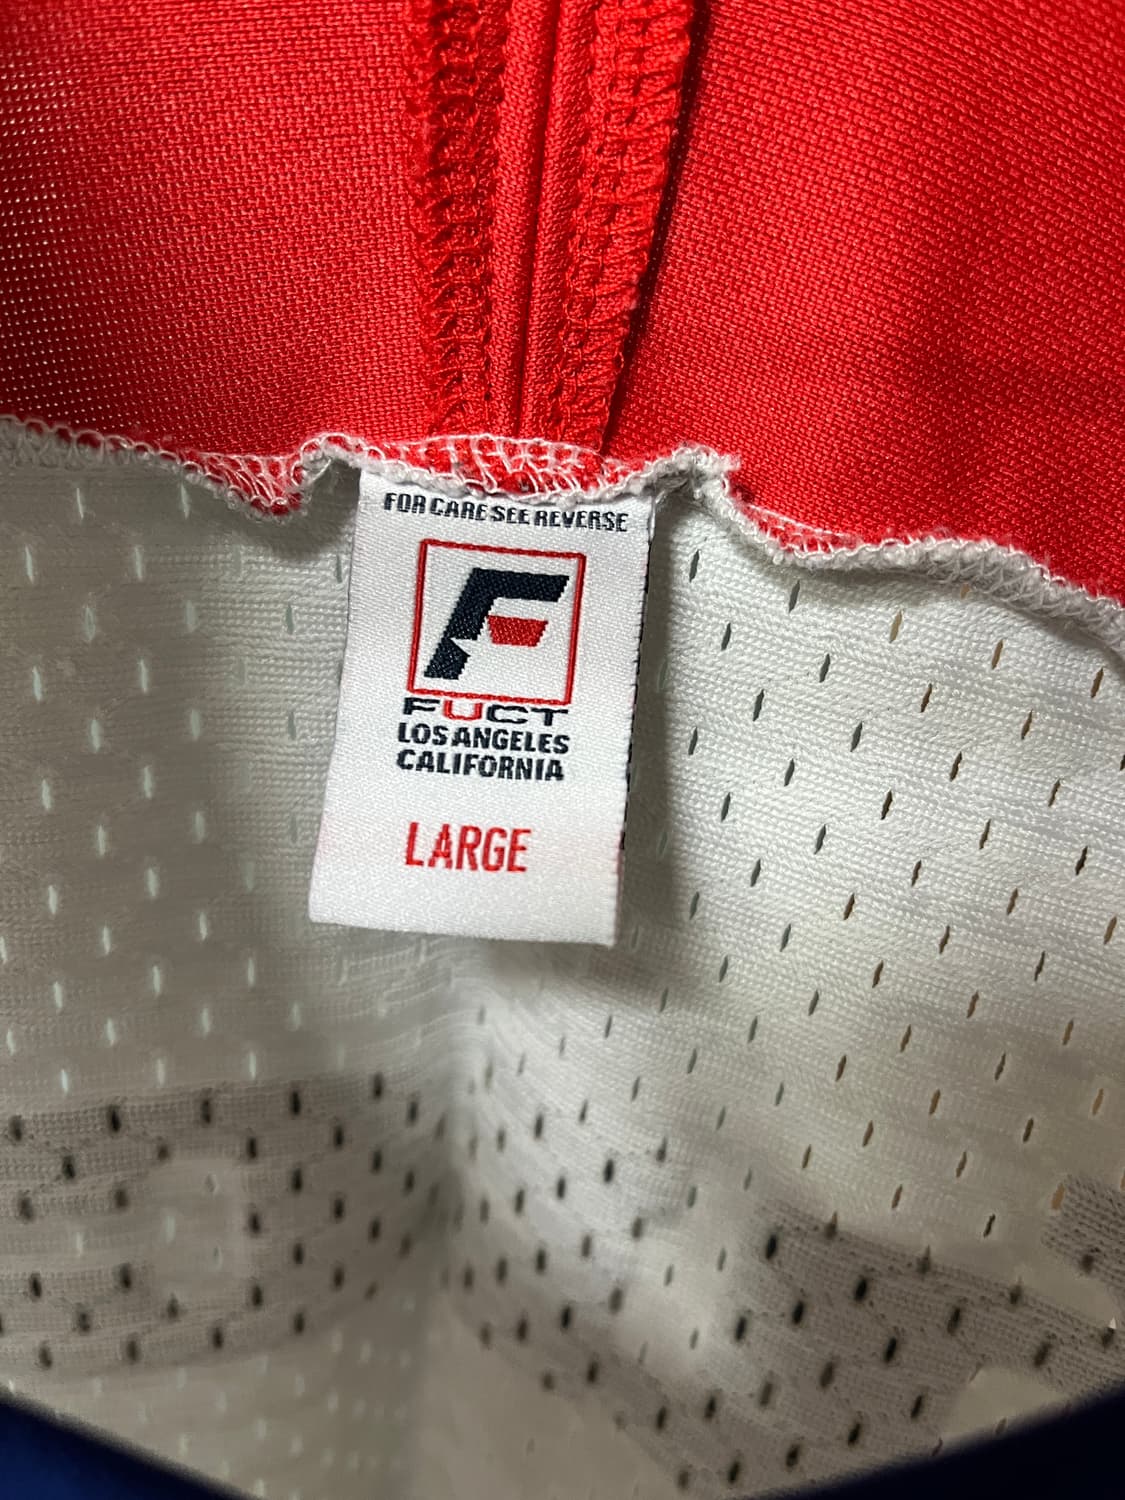 FOR CARE SEE REVERSE
F
FUCT
LOS ANGELES
CALIFORNIA
LARGE